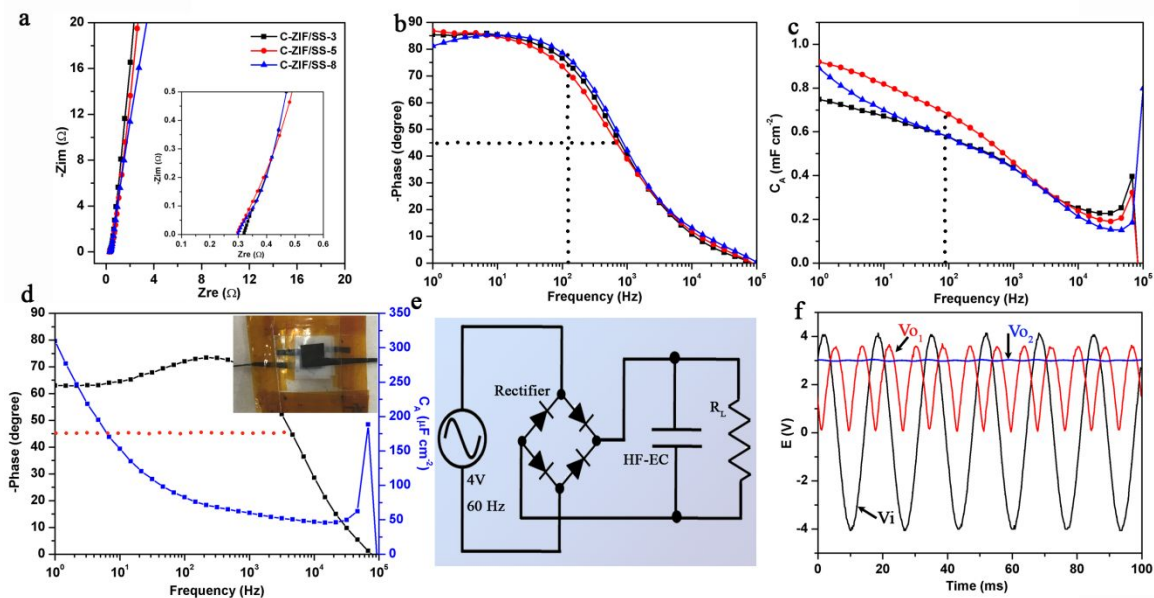 a
20
16
12
8
4
0
-Zim (Ω)
C-ZIF/SS-3
C-ZIF/SS-5
C-ZIF/SS-8
0.5
0.4
0.3
0.2
0.1
0.0
-Zim (Ω)
0.1 0.2 0.3 0.4 0.5 0.6
Zre (Ω)
0 4 8 12 16 20
Zre (Ω)
b
90
80
70
60
50
40
30
20
10
0
-Phase (degree)
10⁰ 10¹ 10² 10³ 10⁴ 10⁵
Frequency (Hz)
c
1.0
0.8
0.6
0.4
0.2
0.0
C_A (mF cm⁻²)
10⁰ 10¹ 10² 10³ 10⁴ 10⁵
Frequency (Hz)
d
90
80
70
60
50
40
30
20
10
0
-Phase (degree)
350
300
250
200
150
100
50
0
C_A (μF cm⁻²)
10⁰ 10¹ 10² 10³ 10⁴ 10⁵
Frequency (Hz)
e
Rectifier
4V
60 Hz
HF-EC
R_L
f
4
2
0
-2
-4
E (V)
Vo₁
Vo₂
Vi
0 20 40 60 80 100
Time (ms)